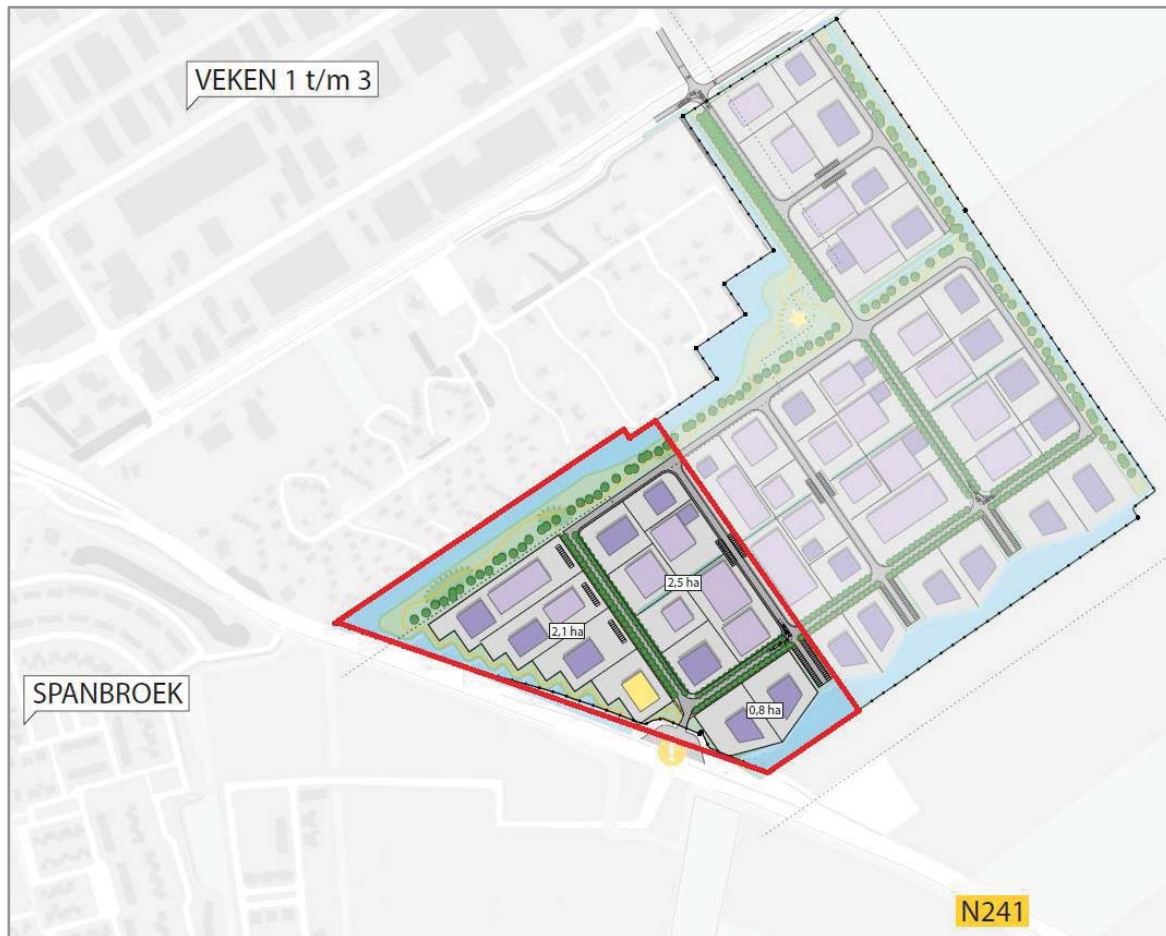 VEKEN 1 t/m 3
2,5 ha
2,1 ha
SPANBROEK
0,8 ha
!
N241